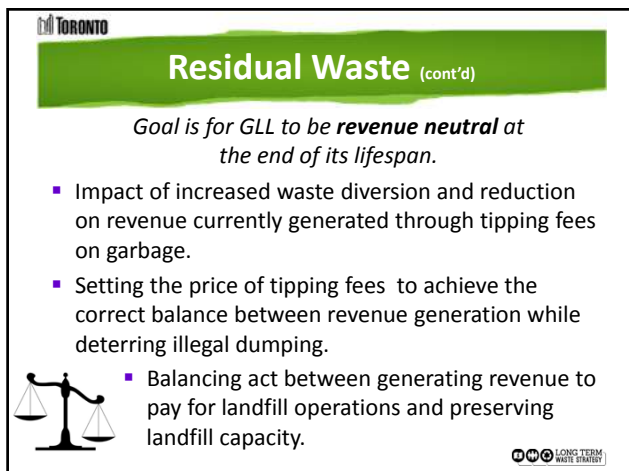 TORONTO
Residual Waste (cont’d)
Goal is for GLL to be revenue neutral at
the end of its lifespan.
▪ Impact of increased waste diversion and reduction
on revenue currently generated through tipping fees
on garbage.
▪ Setting the price of tipping fees  to achieve the
correct balance between revenue generation while
deterring illegal dumping.
▪ Balancing act between generating revenue to
pay for landfill operations and preserving
landfill capacity.
LONG TERM
WASTE STRATEGY